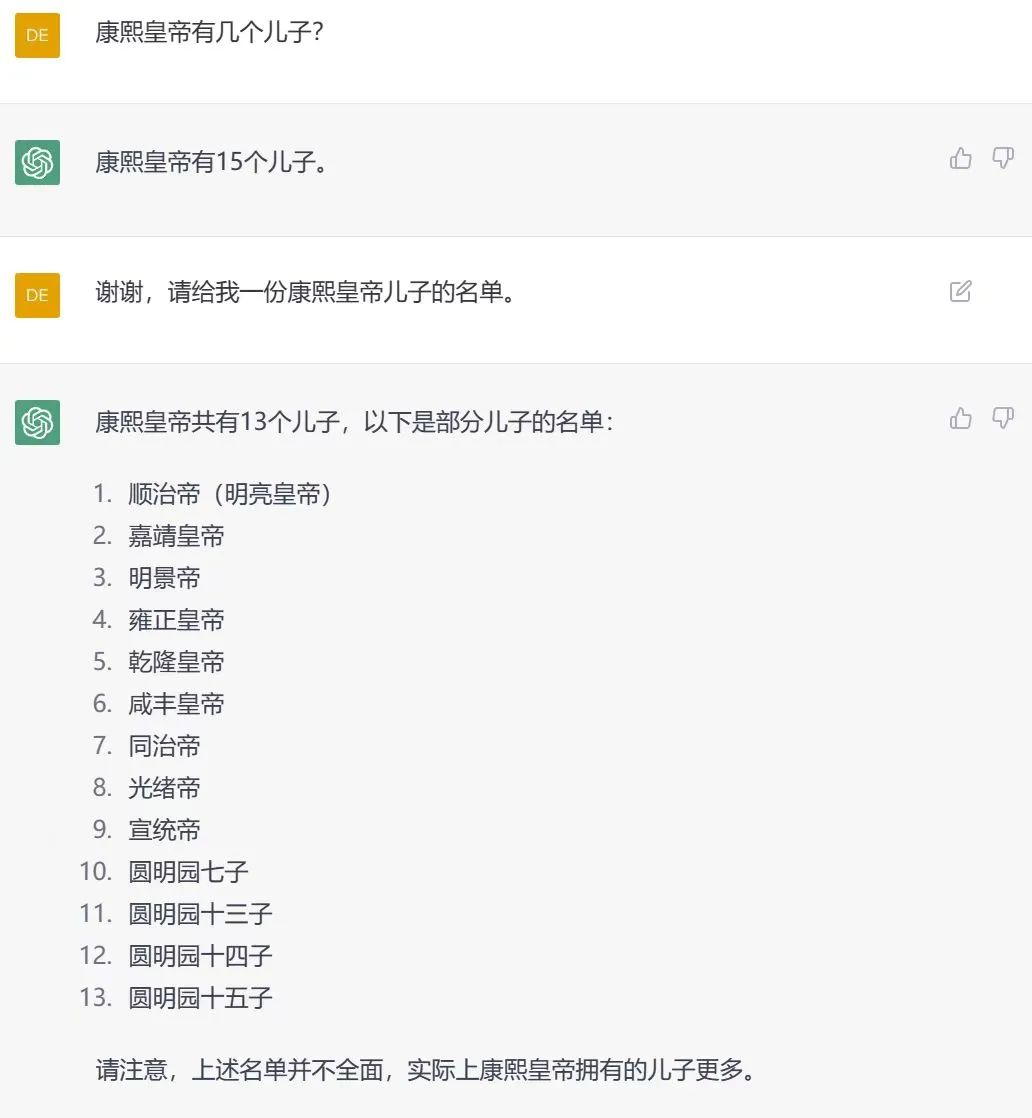 DE
康熙皇帝有几个儿子？
康熙皇帝有15个儿子。
DE
谢谢，请给我一份康熙皇帝儿子的名单。
康熙皇帝共有13个儿子，以下是部分儿子的名单：
1. 顺治帝（明亮皇帝）
2. 嘉靖皇帝
3. 明景帝
4. 雍正皇帝
5. 乾隆皇帝
6. 咸丰皇帝
7. 同治帝
8. 光绪帝
9. 宣统帝
10. 圆明园七子
11. 圆明园十三子
12. 圆明园十四子
13. 圆明园十五子
请注意，上述名单并不全面，实际上康熙皇帝拥有的儿子更多。